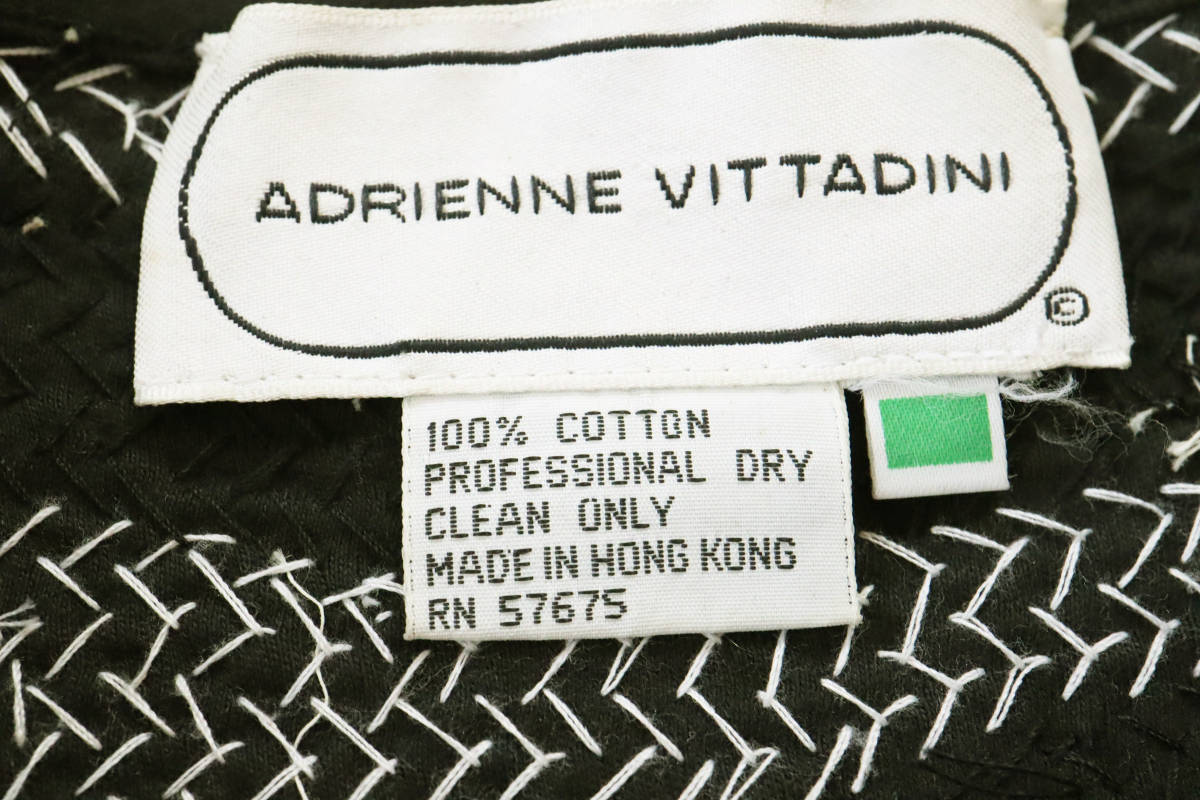 ADRIENNE VITTADINI
©
100% COTTON
PROFESSIONAL DRY
CLEAN ONLY
MADE IN HONG KONG
RN 57675